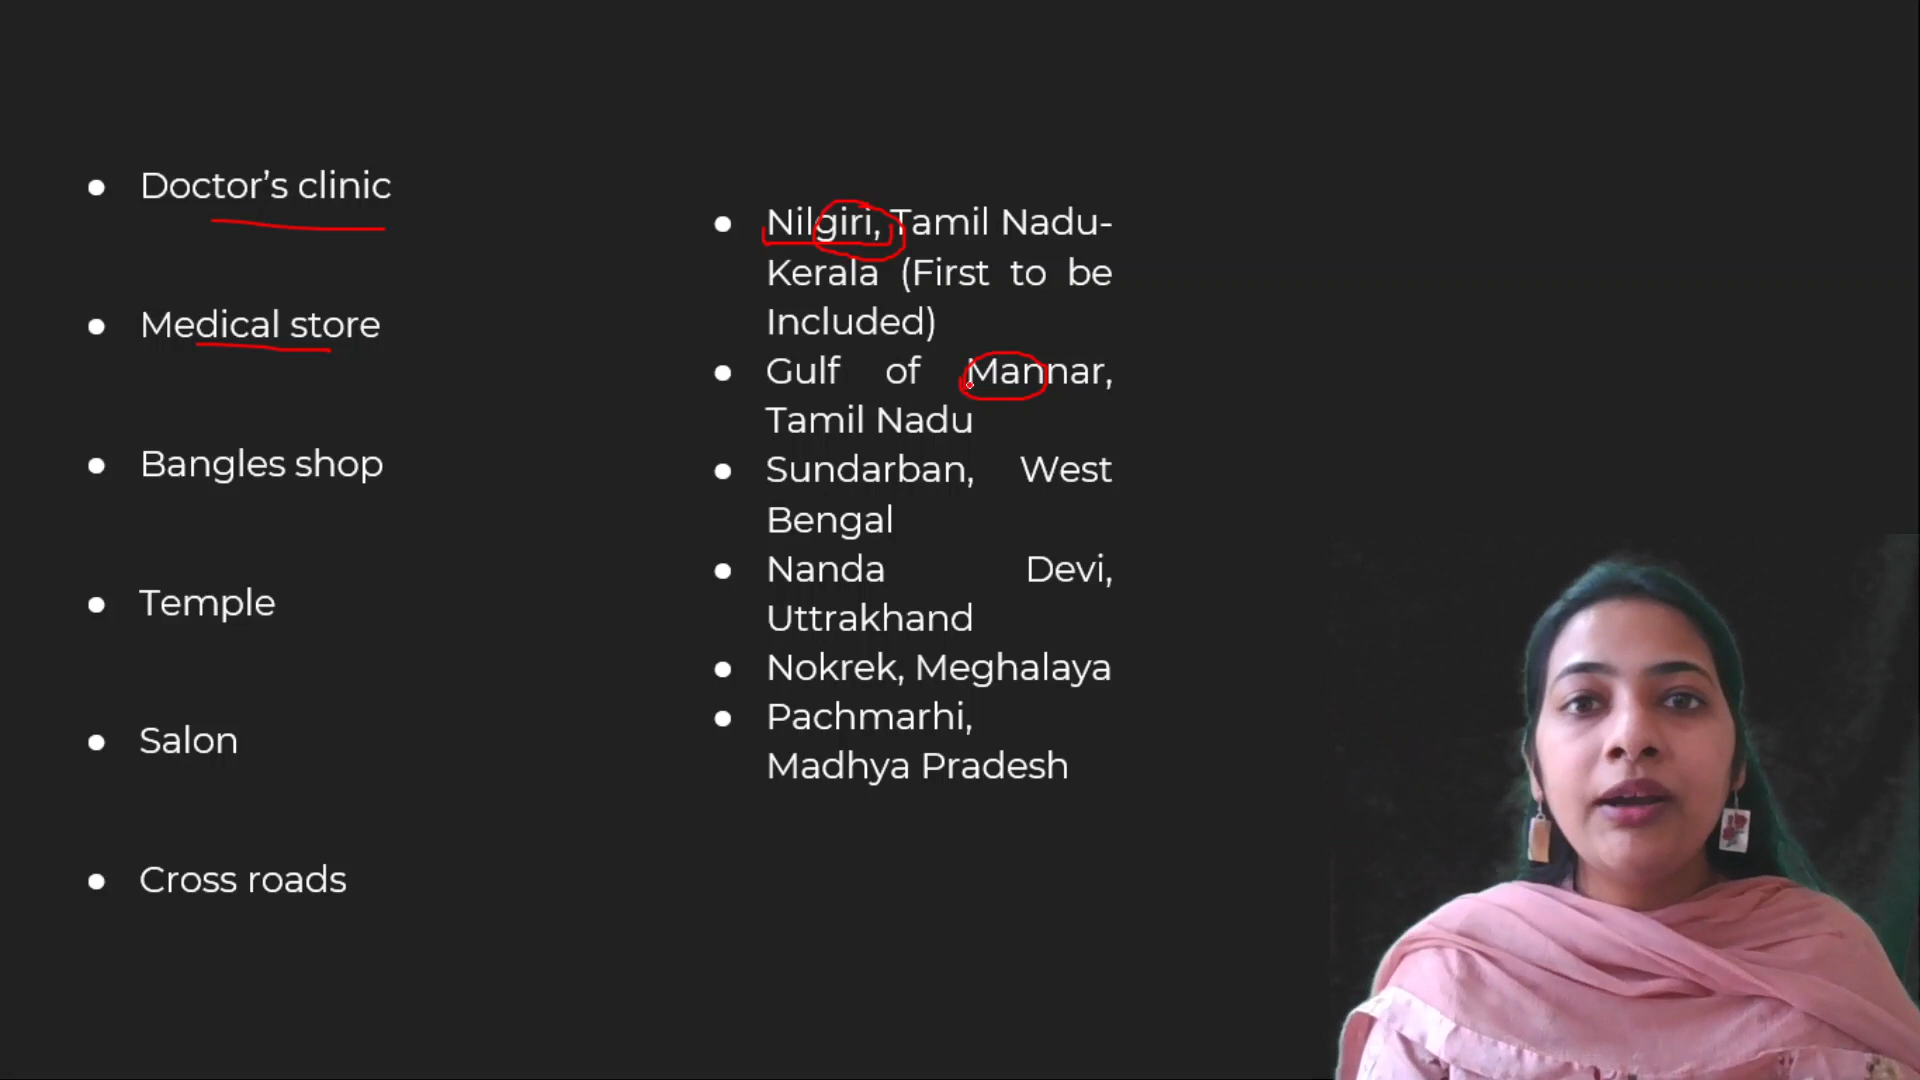 Doctor’s clinic
Medical store
Bangles shop
Temple
Salon
Cross roads
Nilgiri, Tamil Nadu-
Kerala (First to be
Included)
Gulf of Mannar,
Tamil Nadu
Sundarban, West
Bengal
Nanda Devi,
Uttrakhand
Nokrek, Meghalaya
Pachmarhi,
Madhya Pradesh